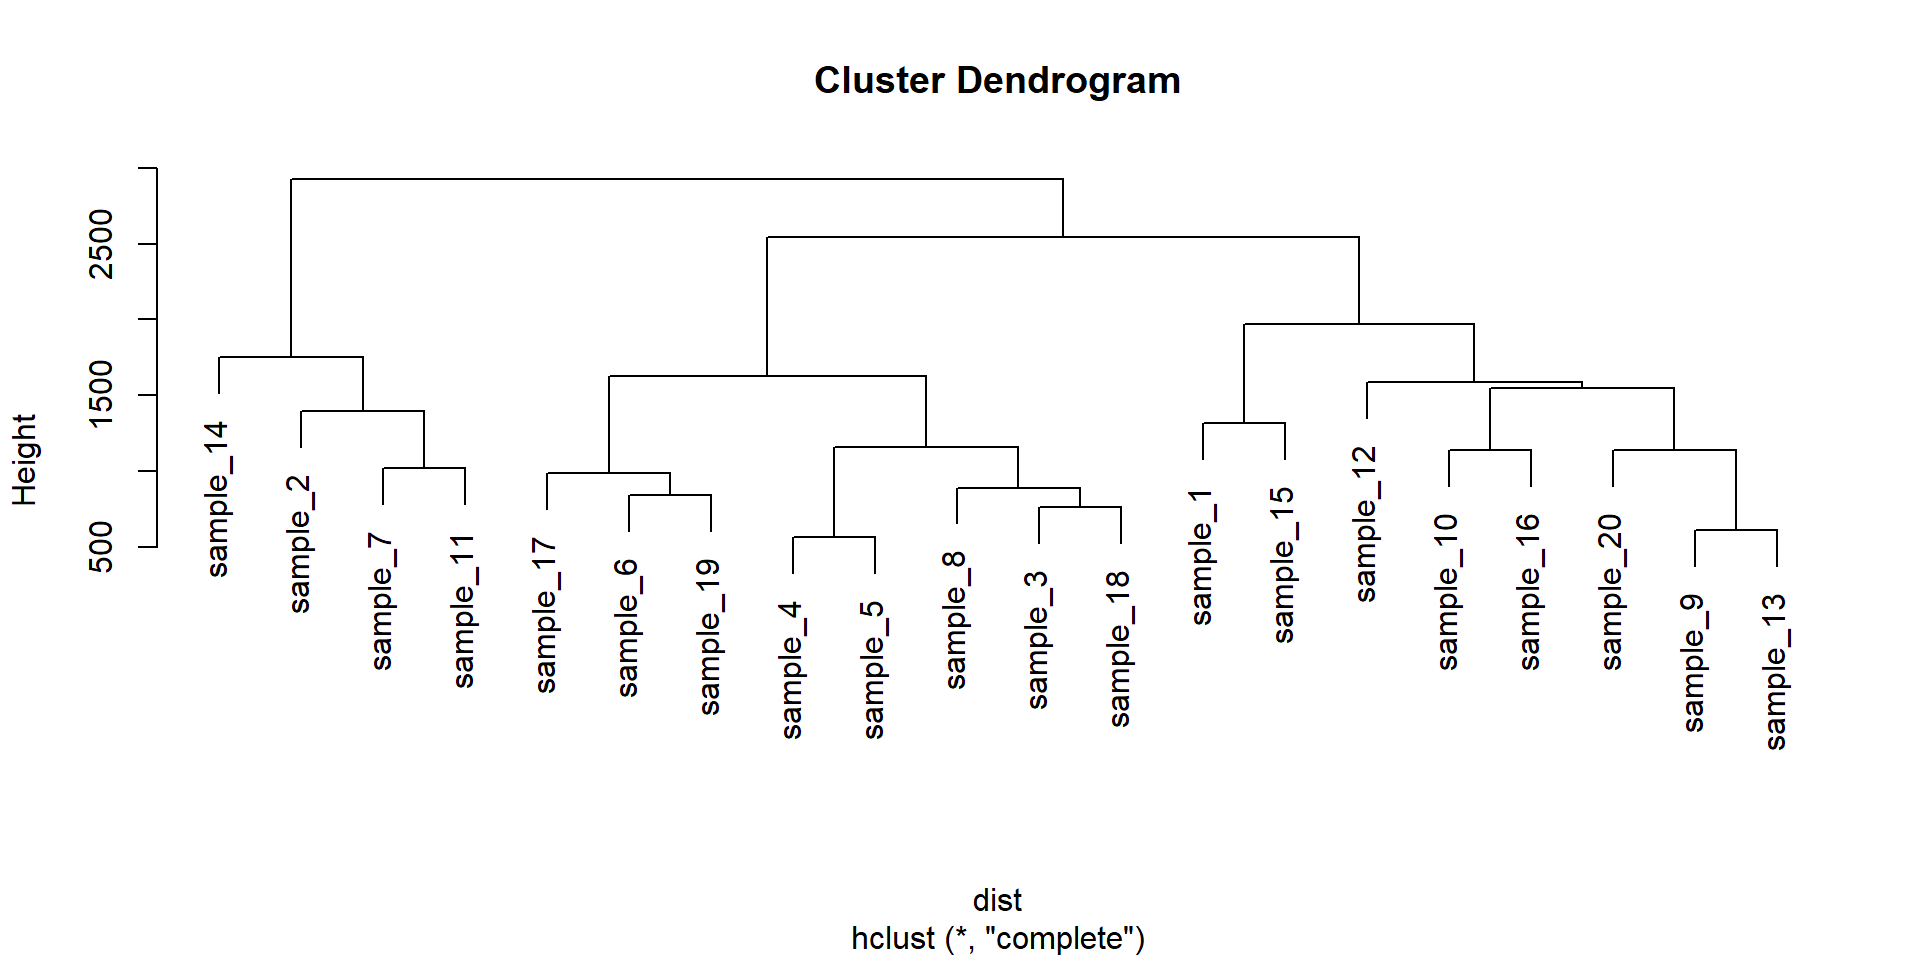 Cluster Dendrogram
Height
2500
1500
500
sample_14
sample_2
sample_7
sample_11
sample_17
sample_6
sample_19
sample_4
sample_5
sample_8
sample_3
sample_18
sample_1
sample_15
sample_12
sample_10
sample_16
sample_20
sample_9
sample_13
dist
hclust (*, "complete")